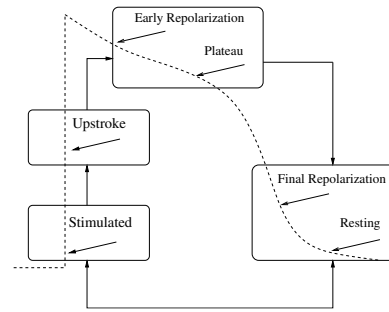 Early Repolarization
Plateau
Upstroke
Final Repolarization
Stimulated
Resting